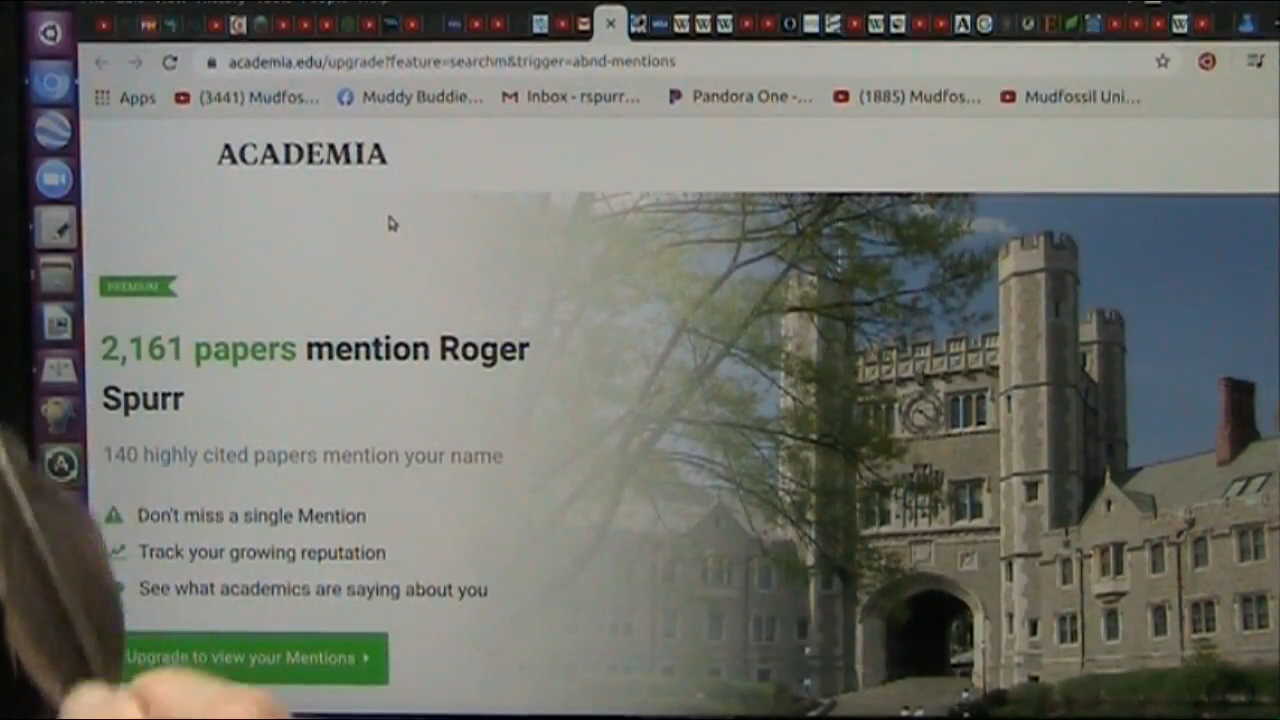 academia.edu/upgrade?feature=searchm&trigger=abnd-mentions
Apps (3441) Mudfos... Muddy Buddie... Inbox - rspurr... Pandora One -... (1885) Mudfos... Mudfossil Uni...
ACADEMIA
PREMIUM
2,161 papers mention Roger
Spurr
140 highly cited papers mention your name
Don't miss a single Mention
Track your growing reputation
See what academics are saying about you
Upgrade to view your Mentions